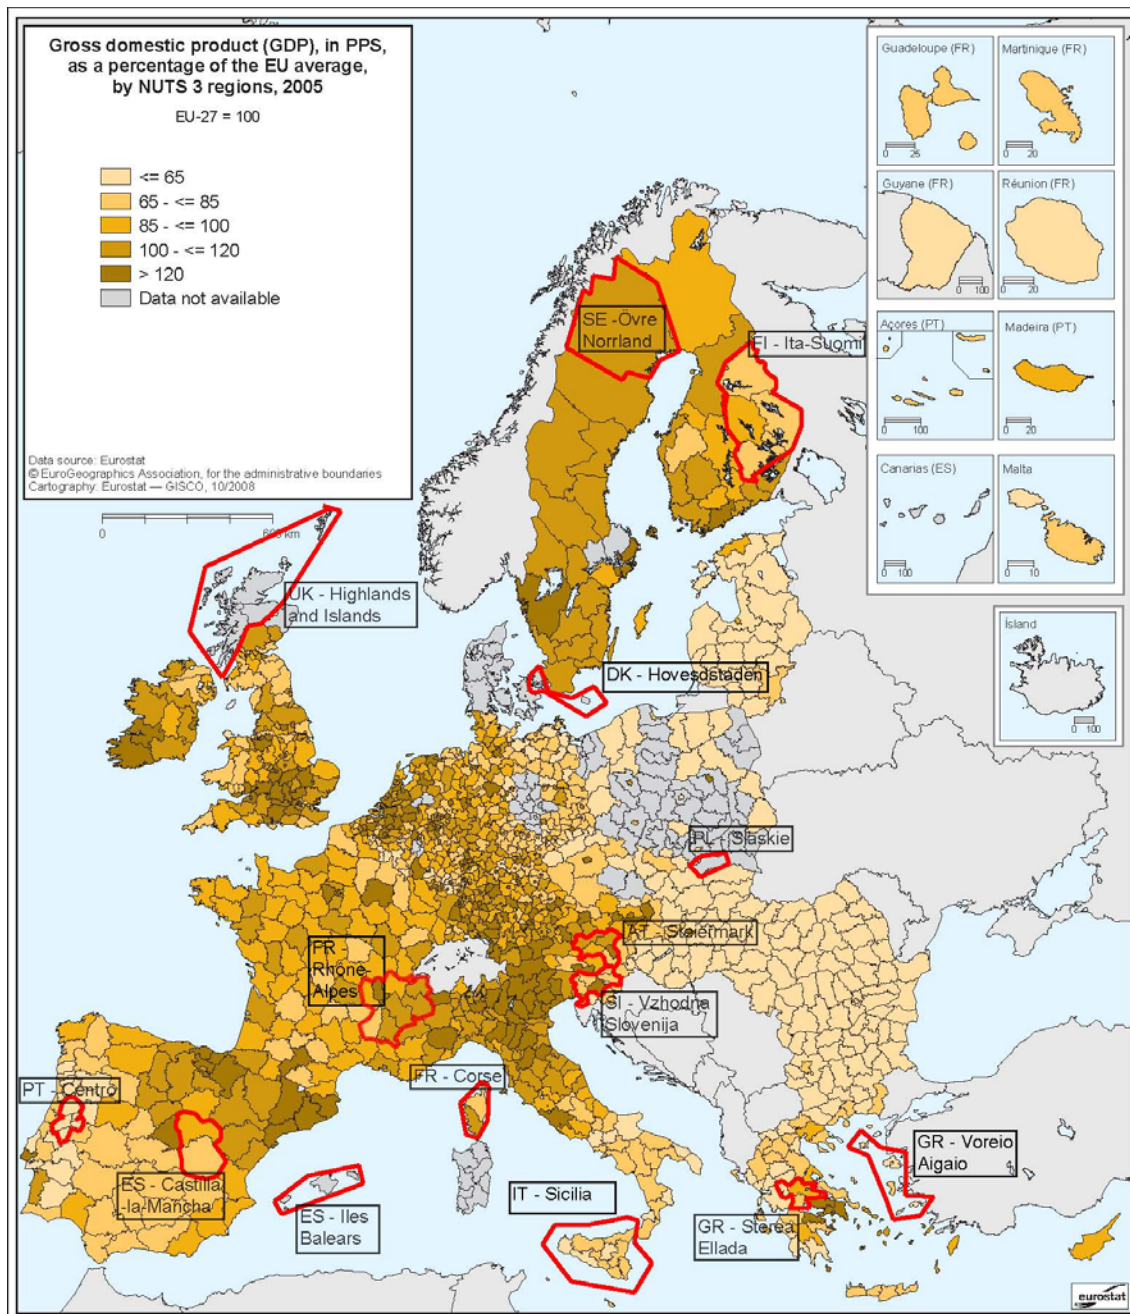 Gross domestic product (GDP), in PPS,
as a percentage of the EU average,
by NUTS 3 regions, 2005
EU-27 = 100
<= 65
65 - <= 85
85 - <= 100
100 - <= 120
> 120
Data not available
Data source: Eurostat
© EuroGeographics Association, for the administrative boundaries
Cartography: Eurostat — GISCO, 10/2008
0
600 km
Guadeloupe (FR)
0 25
Martinique (FR)
0 20
Guyane (FR)
0 100
Réunion (FR)
0 20
Açores (PT)
0 100
Madeira (PT)
0 20
Canarias (ES)
0 100
Malta
0 10
Ísland
0 100
SE -Övre
Norrland
FI - Ita-Suomi
UK - Highlands
and Islands
DK - Hovesdstaden
PL - Slaskie
AT - Steiermark
FR
Rhône-
Alpes
SI - Vzhodna
Slovenija
FR - Corse
PT - Centro
GR - Voreio
Aigaio
ES - Castilla
-la-Mancha
IT - Sicilia
ES - Iles
Balears
GR - Sterea
Ellada
eurostat